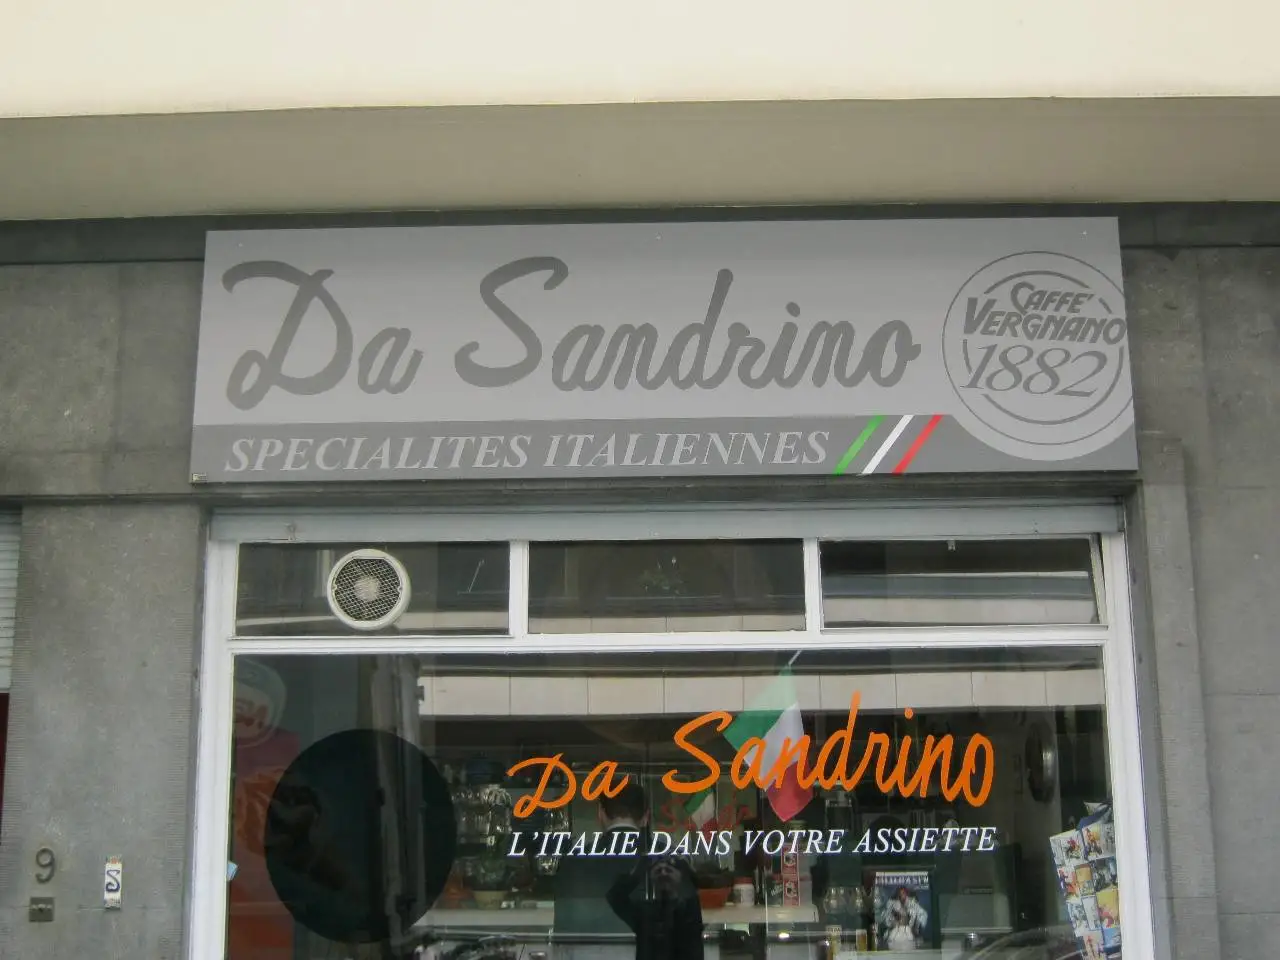 Da Sandrino
CAFFE'
VERGNANO
1882
SPECIALITES ITALIENNES
Da Sandrino
L'ITALIE DANS VOTRE ASSIETTE
9